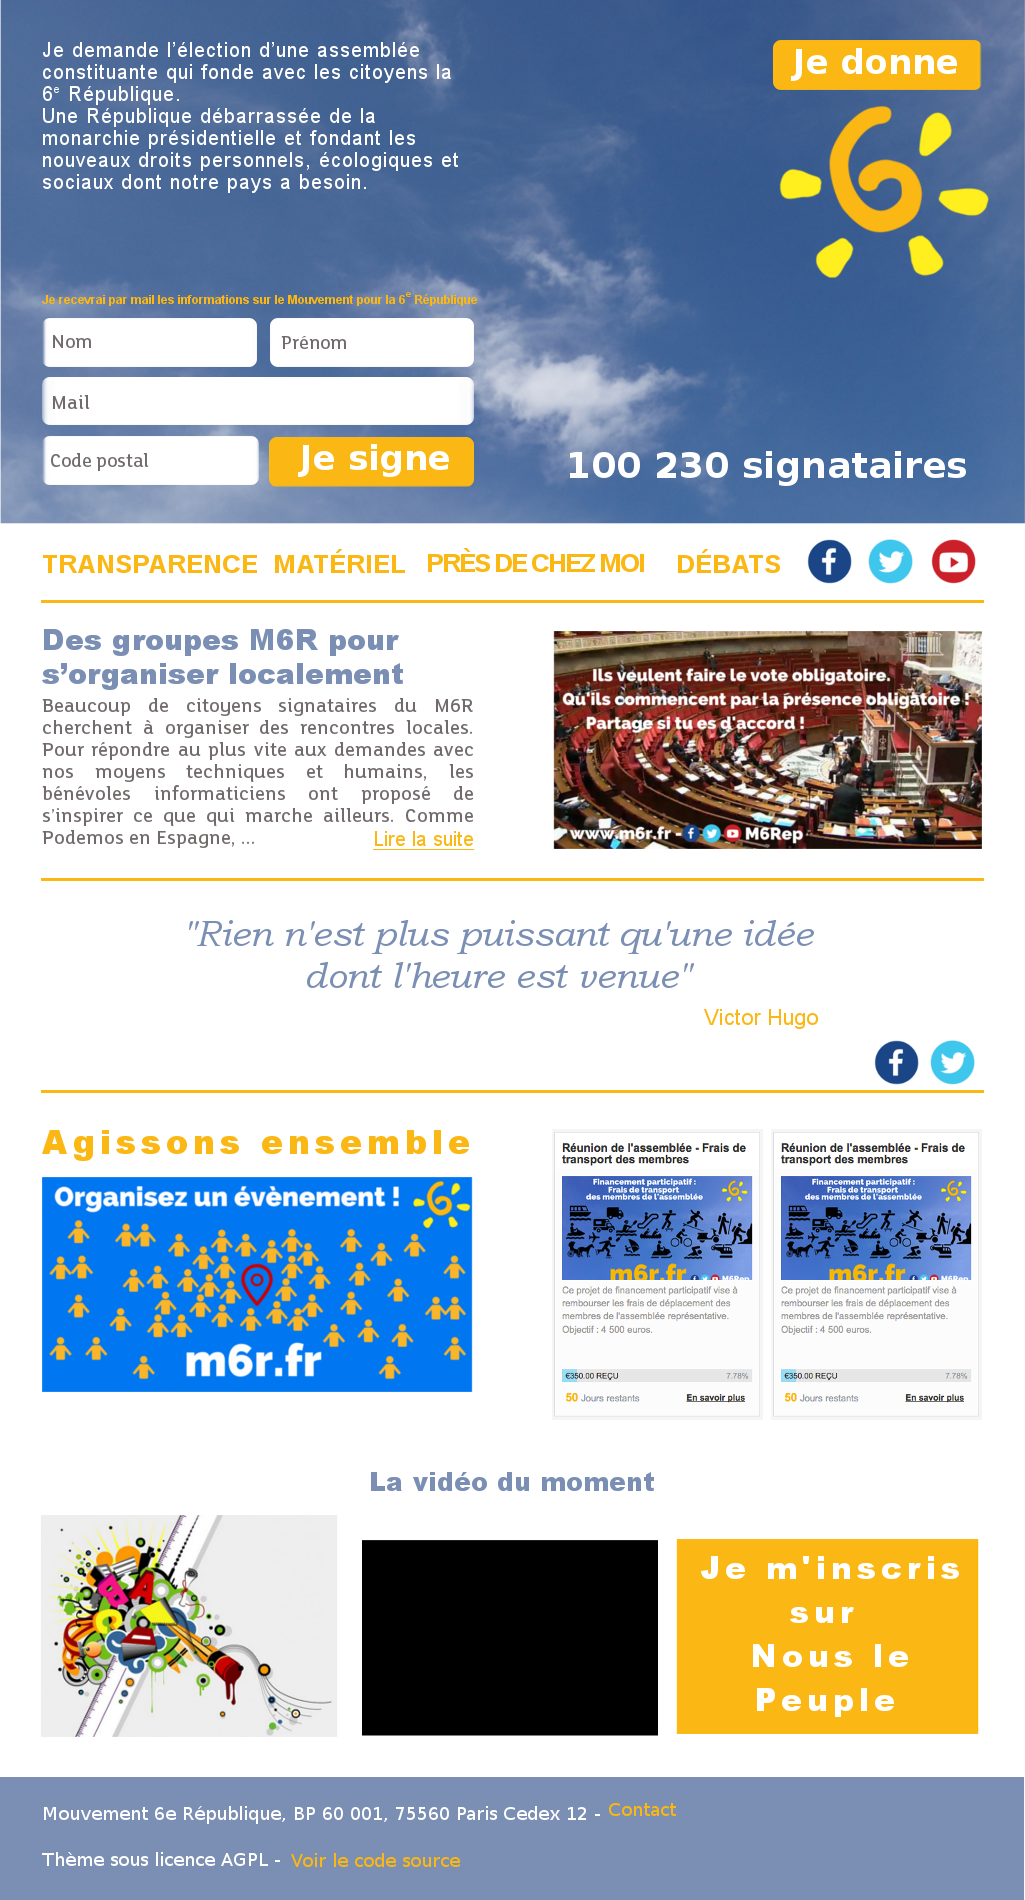 Je demande l’élection d’une assemblée
constituante qui fonde avec les citoyens la
6e République.
Une République débarrassée de la
monarchie présidentielle et fondant les
nouveaux droits personnels, écologiques et
sociaux dont notre pays a besoin.
Je donne
6
Je recevrai par mail les informations sur le Mouvement pour la 6e République
Nom Prénom
Mail
Code postal Je signe
100 230 signataires
TRANSPARENCE MATÉRIEL PRÈS DE CHEZ MOI DÉBATS
Des groupes M6R pour
s’organiser localement
Beaucoup de citoyens signataires du M6R
cherchent à organiser des rencontres locales.
Pour répondre au plus vite aux demandes avec
nos moyens techniques et humains, les
bénévoles informaticiens ont proposé de
s’inspirer ce que qui marche ailleurs. Comme
Podemos en Espagne, ... Lire la suite
Ils veulent faire le vote obligatoire.
Qu'ils commencent par la présence obligatoire !
Partage si tu es d'accord !
www.m6r.fr - M6Rep
"Rien n'est plus puissant qu'une idée
dont l'heure est venue"
Victor Hugo
Agissons ensemble
Organisez un évènement !
m6r.fr
Réunion de l'assemblée - Frais de
transport des membres
Financement participatif :
Frais de transport
des membres de l'assemblée
m6r.fr M6Rep
Ce projet de financement participatif vise à
rembourser les frais de déplacement des
membres de l'assemblée représentative.
Objectif : 4 500 euros.
€350.00 REÇU 7.78%
50 Jours restants En savoir plus
Réunion de l'assemblée - Frais de
transport des membres
Financement participatif :
Frais de transport
des membres de l'assemblée
m6r.fr M6Rep
Ce projet de financement participatif vise à
rembourser les frais de déplacement des
membres de l'assemblée représentative.
Objectif : 4 500 euros.
€350.00 REÇU 7.78%
50 Jours restants En savoir plus
La vidéo du moment
Je m'inscris
sur
Nous le
Peuple
Mouvement 6e République, BP 60 001, 75560 Paris Cedex 12 - Contact
Thème sous licence AGPL - Voir le code source